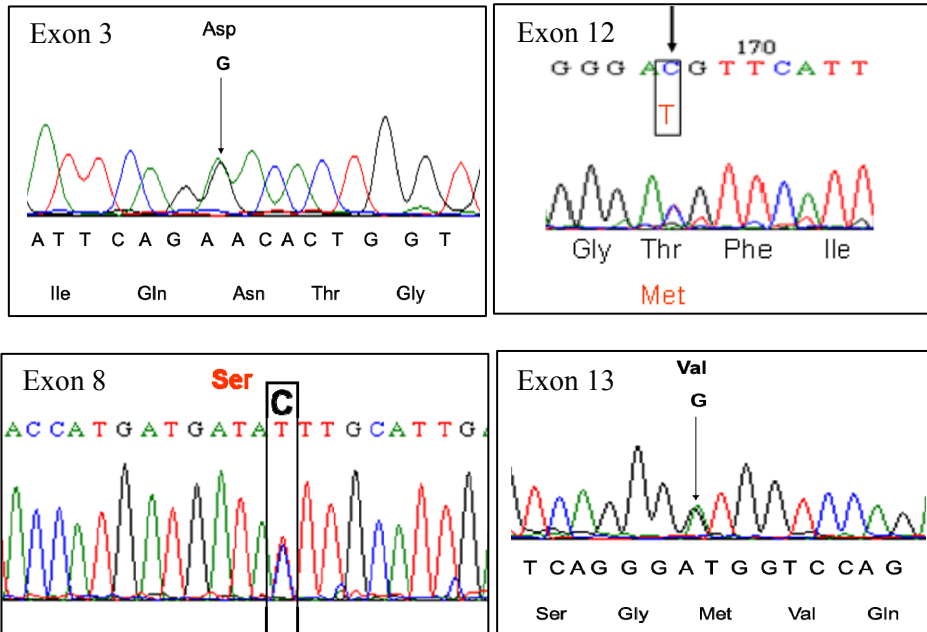 Exon 3
Asp
G
A T T C A G A A C A C T G G T
Ile Gln Asn Thr Gly
Exon 12
170
G G G A C G T T C A T T
T
Gly Thr Phe Ile
Met
Exon 8
Ser
C
A C C A T G A T G A T A T T T G C A T T G A
Exon 13
Val
G
T C A G G G A T G G T C C A G
Ser Gly Met Val Gln